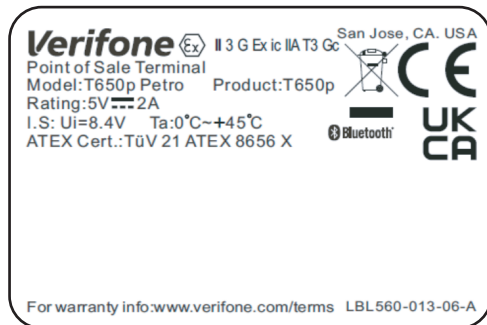 Verifone Ex II 3 G Ex ic IIA T3 Gc San Jose, CA. USA
Point of Sale Terminal
Model:T650p Petro Product:T650p
Rating:5V⎓2A
I.S: Ui=8.4V Ta:0°C~+45°C
ATEX Cert.:TüV 21 ATEX 8656 X
CE
Bluetooth
UK
CA
For warranty info:www.verifone.com/terms LBL560-013-06-A